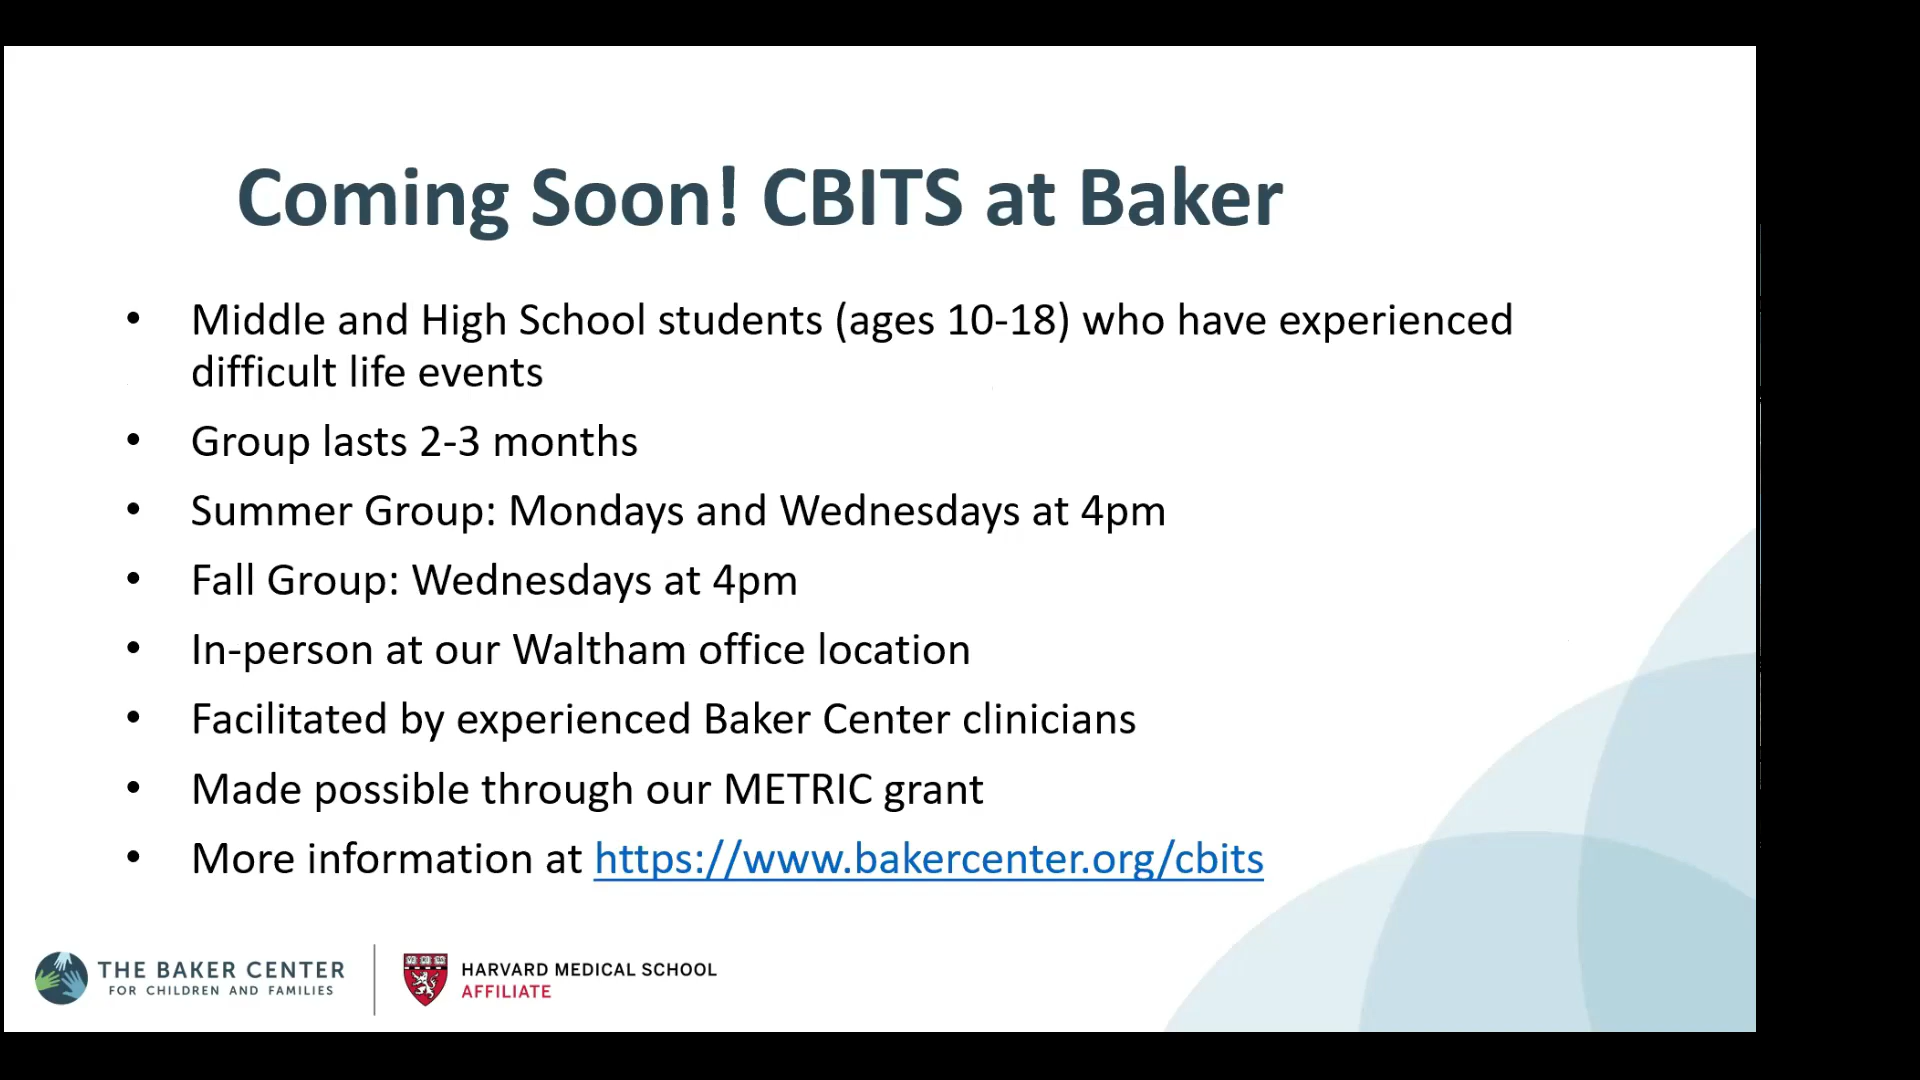 Coming Soon! CBITS at Baker
• Middle and High School students (ages 10-18) who have experienced
difficult life events
• Group lasts 2-3 months
• Summer Group: Mondays and Wednesdays at 4pm
• Fall Group: Wednesdays at 4pm
• In-person at our Waltham office location
• Facilitated by experienced Baker Center clinicians
• Made possible through our METRIC grant
• More information at https://www.bakercenter.org/cbits
THE BAKER CENTER
FOR CHILDREN AND FAMILIES
HARVARD MEDICAL SCHOOL
AFFILIATE